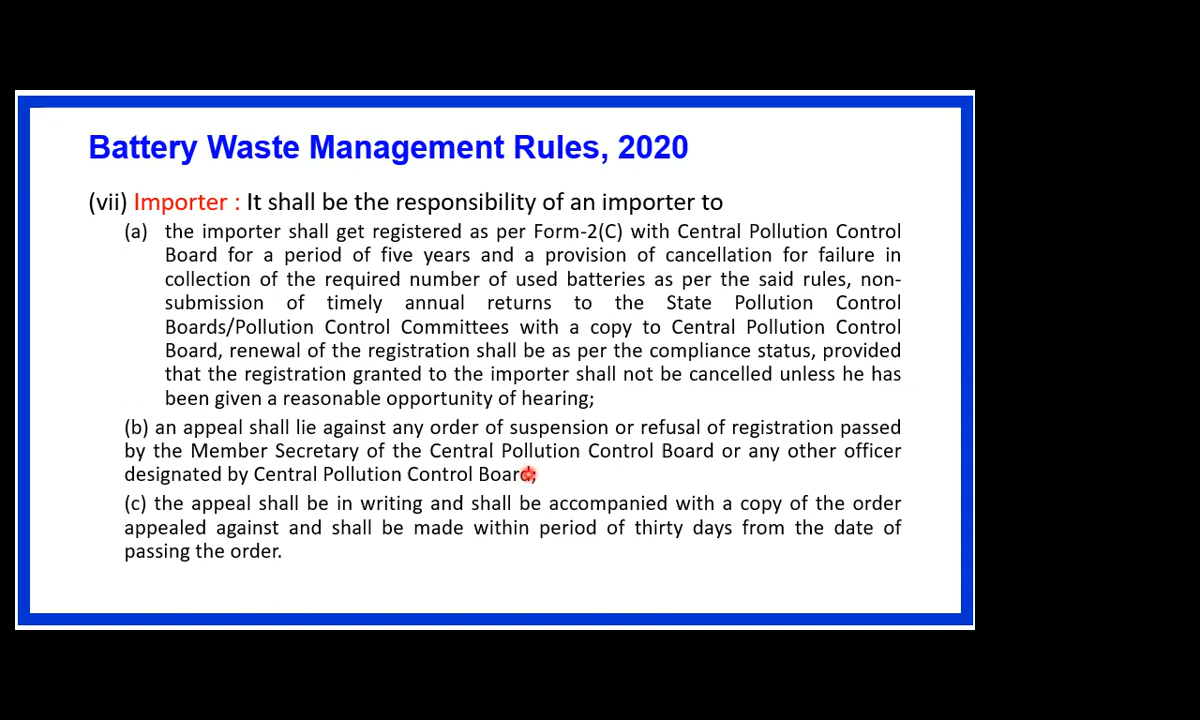 Battery Waste Management Rules, 2020
(vii) Importer : It shall be the responsibility of an importer to
(a) the importer shall get registered as per Form-2(C) with Central Pollution Control
Board for a period of five years and a provision of cancellation for failure in
collection of the required number of used batteries as per the said rules, non-
submission of timely annual returns to the State Pollution Control
Boards/Pollution Control Committees with a copy to Central Pollution Control
Board, renewal of the registration shall be as per the compliance status, provided
that the registration granted to the importer shall not be cancelled unless he has
been given a reasonable opportunity of hearing;
(b) an appeal shall lie against any order of suspension or refusal of registration passed
by the Member Secretary of the Central Pollution Control Board or any other officer
designated by Central Pollution Control Board;
(c) the appeal shall be in writing and shall be accompanied with a copy of the order
appealed against and shall be made within period of thirty days from the date of
passing the order.